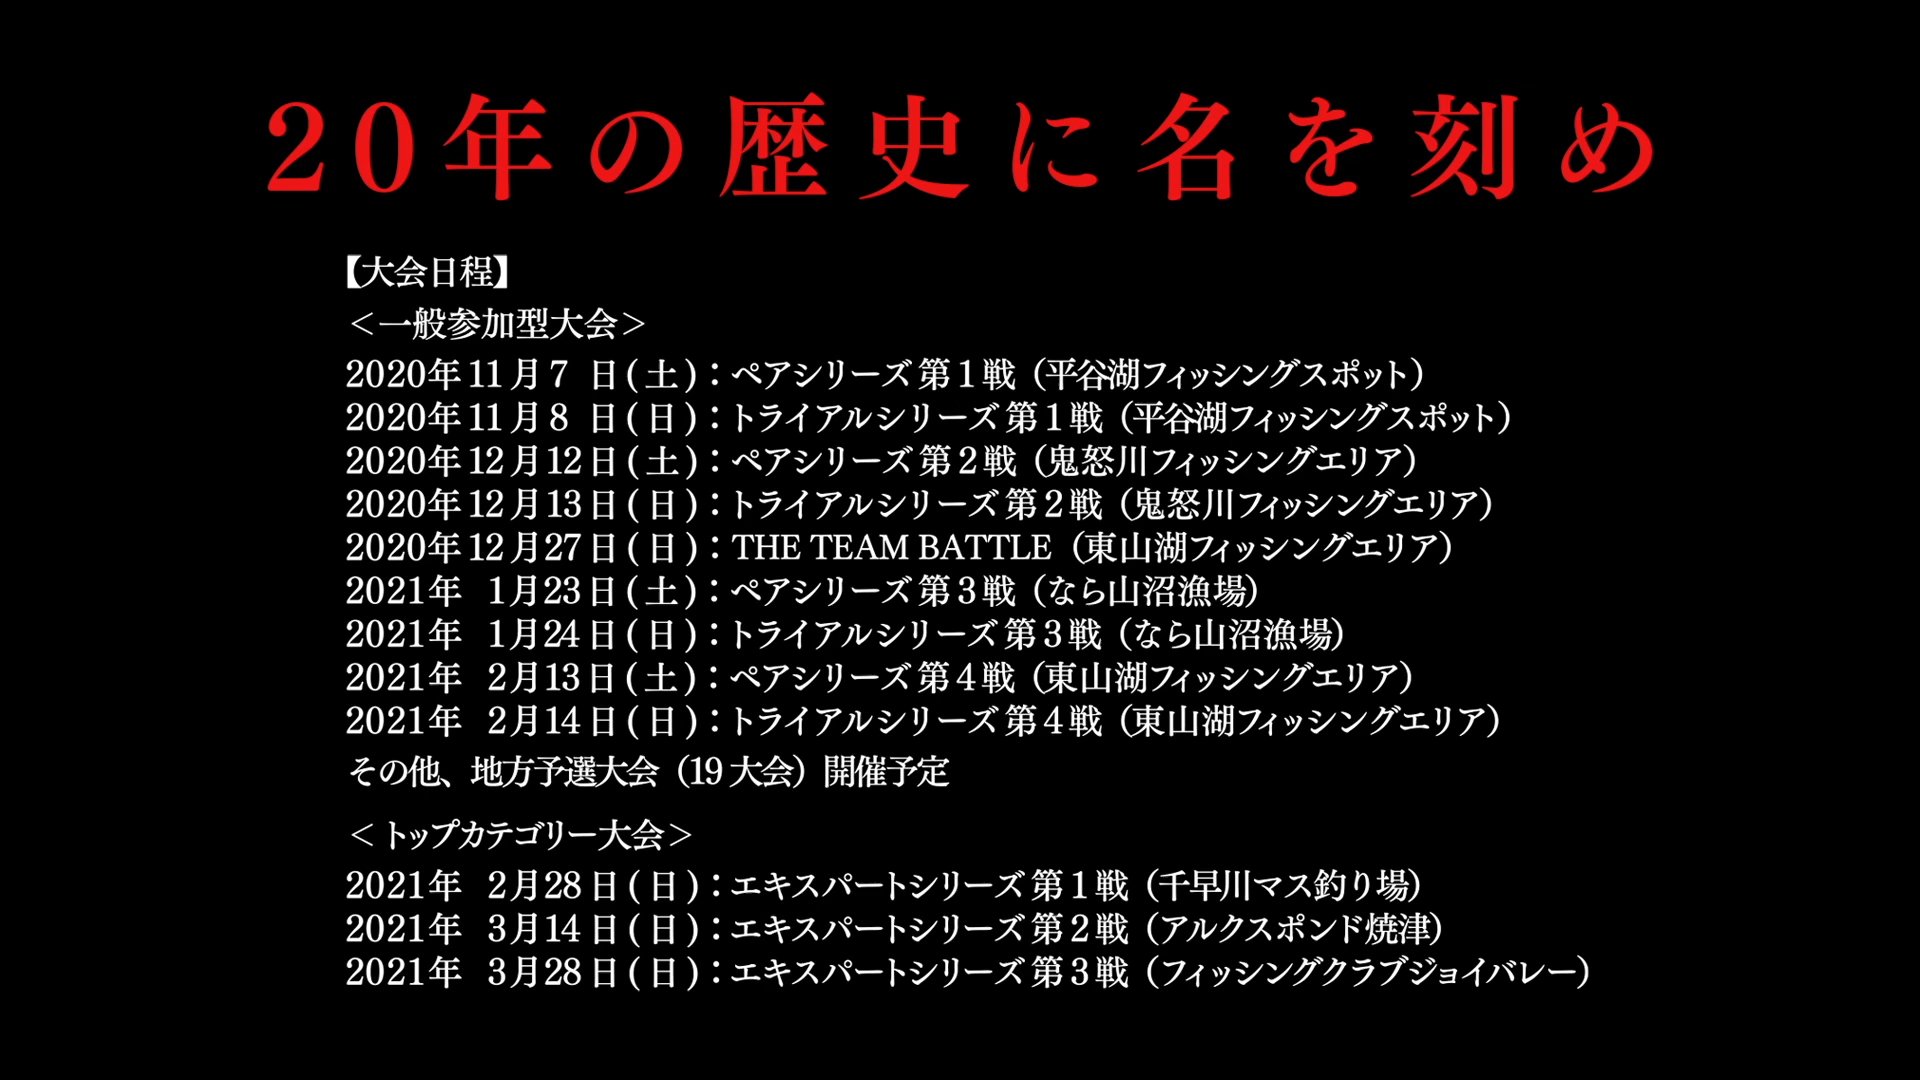 20年の歴史に名を刻め
【大会日程】
＜一般参加型大会＞
2020年11月7 日(土)：ペアシリーズ第1戦（平谷湖フィッシングスポット）
2020年11月8 日(日)：トライアルシリーズ第1戦（平谷湖フィッシングスポット）
2020年12月12日(土)：ペアシリーズ第2戦（鬼怒川フィッシングエリア）
2020年12月13日(日)：トライアルシリーズ第2戦（鬼怒川フィッシングエリア）
2020年12月27日(日)：THE TEAM BATTLE（東山湖フィッシングエリア）
2021年 1月23日(土)：ペアシリーズ第3戦（なら山沼漁場）
2021年 1月24日(日)：トライアルシリーズ第3戦（なら山沼漁場）
2021年 2月13日(土)：ペアシリーズ第4戦（東山湖フィッシングエリア）
2021年 2月14日(日)：トライアルシリーズ第4戦（東山湖フィッシングエリア）
その他、地方予選大会（19大会）開催予定
＜トップカテゴリー大会＞
2021年 2月28日(日)：エキスパートシリーズ第1戦（千早川マス釣り場）
2021年 3月14日(日)：エキスパートシリーズ第2戦（アルクスポンド焼津）
2021年 3月28日(日)：エキスパートシリーズ第3戦（フィッシングクラブジョイバレー）